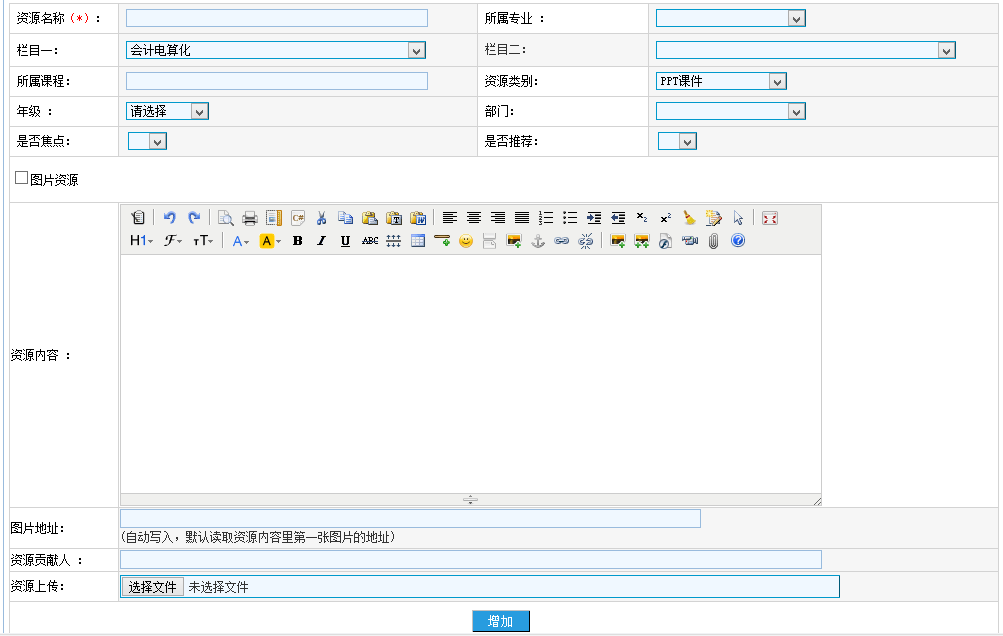 资源名称（*）： 所属专业 ：
栏目一： 会计电算化 栏目二：
所属课程： 资源类别： PPT课件
年级 ： 请选择 部门：
是否焦点： 是否推荐：
图片资源
H1 F TT A A B I U ABC
资源内容 ：
图片地址：
(自动写入，默认读取资源内容里第一张图片的地址)
资源贡献人 ：
资源上传： 选择文件 未选择文件
增加